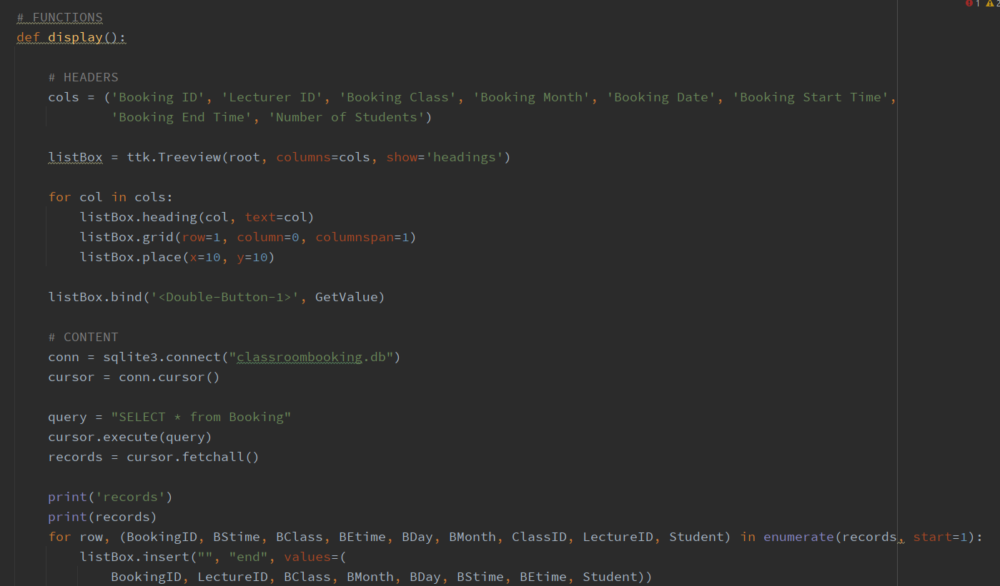 1 2
# FUNCTIONS
def display():
# HEADERS
cols = ('Booking ID', 'Lecturer ID', 'Booking Class', 'Booking Month', 'Booking Date', 'Booking Start Time',
'Booking End Time', 'Number of Students')
listBox = ttk.Treeview(root, columns=cols, show='headings')
for col in cols:
listBox.heading(col, text=col)
listBox.grid(row=1, column=0, columnspan=1)
listBox.place(x=10, y=10)
listBox.bind('<Double-Button-1>', GetValue)
# CONTENT
conn = sqlite3.connect("classroombooking.db")
cursor = conn.cursor()
query = "SELECT * from Booking"
cursor.execute(query)
records = cursor.fetchall()
print('records')
print(records)
for row, (BookingID, BStime, BClass, BEtime, BDay, BMonth, ClassID, LectureID, Student) in enumerate(records, start=1):
listBox.insert("", "end", values=(
BookingID, LectureID, BClass, BMonth, BDay, BStime, BEtime, Student))